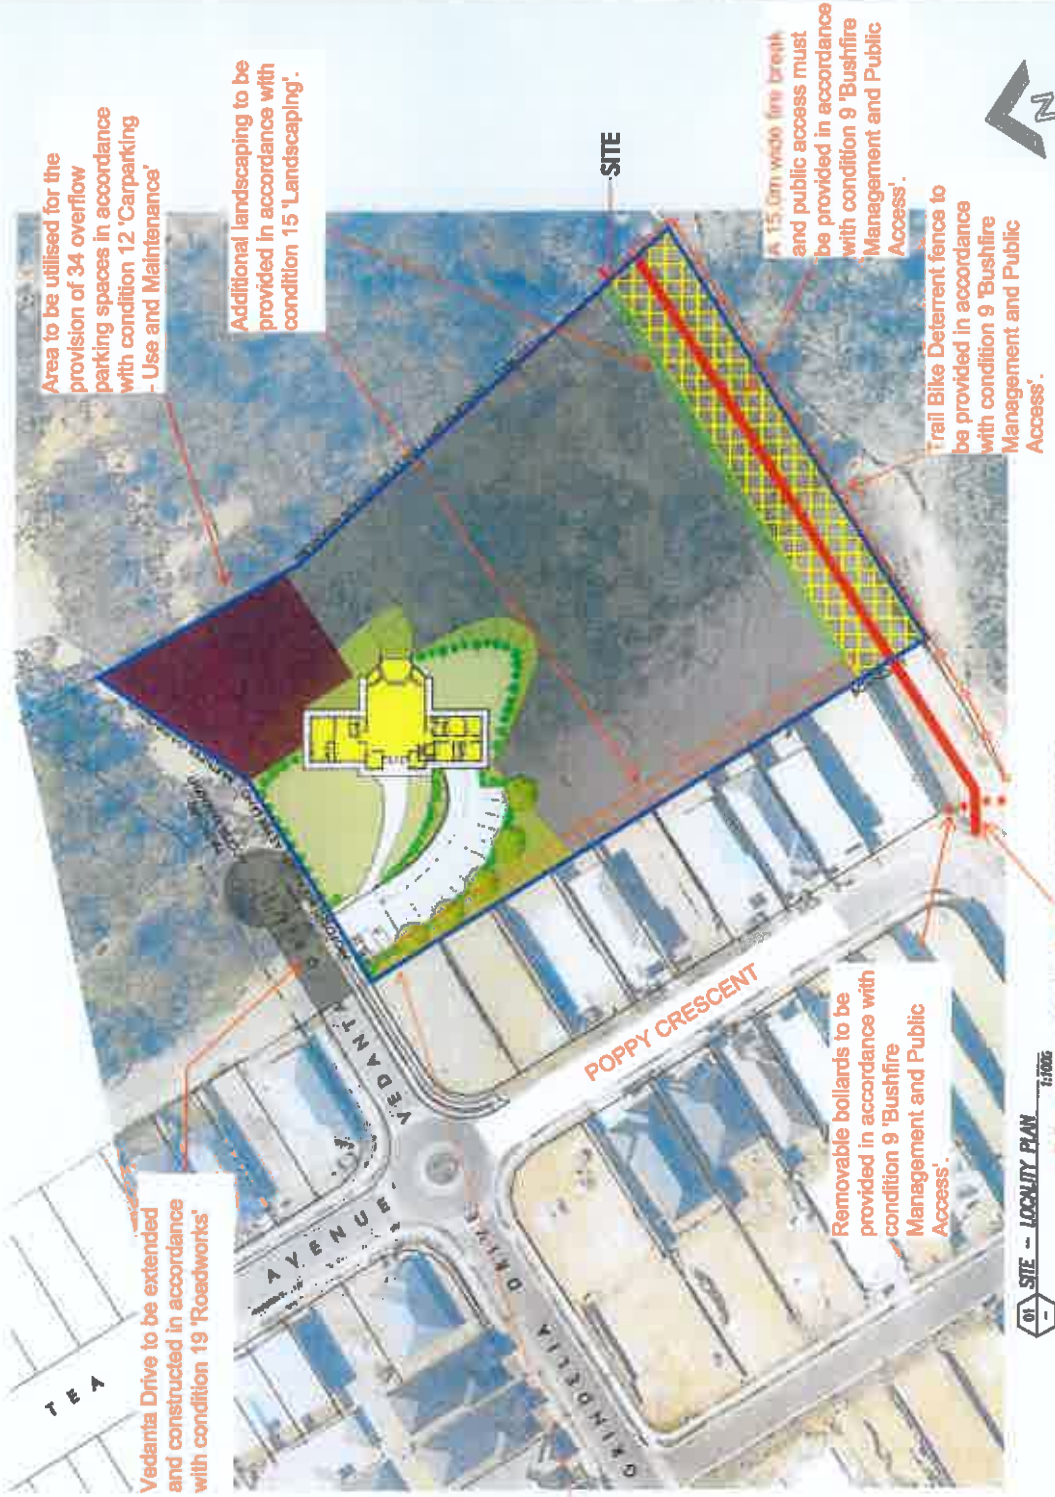 Area to be utilised for the
provision of 34 overflow
parking spaces in accordance
with condition 12 'Carparking
- Use and Maintenance'
Additional landscaping to be
provided in accordance with
condition 15 'Landscaping'.
A 15.0m wide fire break
and public access must
be provided in accordance
with condition 9 'Bushfire
Management and Public
Access'.
SITE
N
Trail Bike Deterrent fence to
be provided in accordance
with condition 9 'Bushfire
Management and Public
Access'.
Vedanta Drive to be extended
and constructed in accordance
with condition 19 'Roadworks'
VEDANT
TEA
AVENUE
GRINDELIA DRIVE
POPPY CRESCENT
Removable bollards to be
provided in accordance with
condition 9 'Bushfire
Management and Public
Access'.
01 SITE - LOCALITY PLAN
- 1:1000